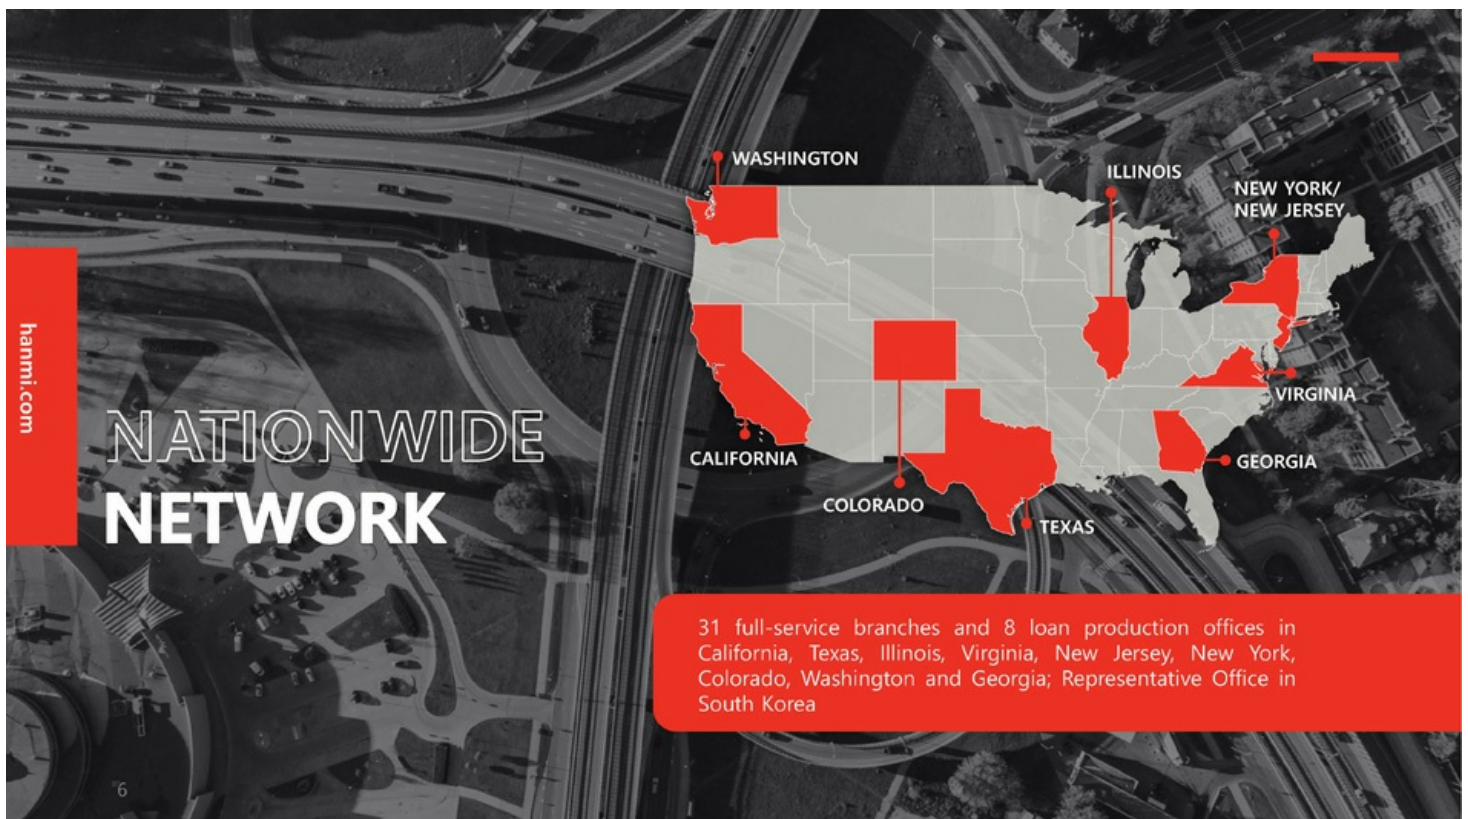 hanmi.com
NATIONWIDE
NETWORK
WASHINGTON
ILLINOIS
NEW YORK/
NEW JERSEY
VIRGINIA
CALIFORNIA
GEORGIA
COLORADO
TEXAS
31 full-service branches and 8 loan production offices in
California, Texas, Illinois, Virginia, New Jersey, New York,
Colorado, Washington and Georgia; Representative Office in
South Korea
6